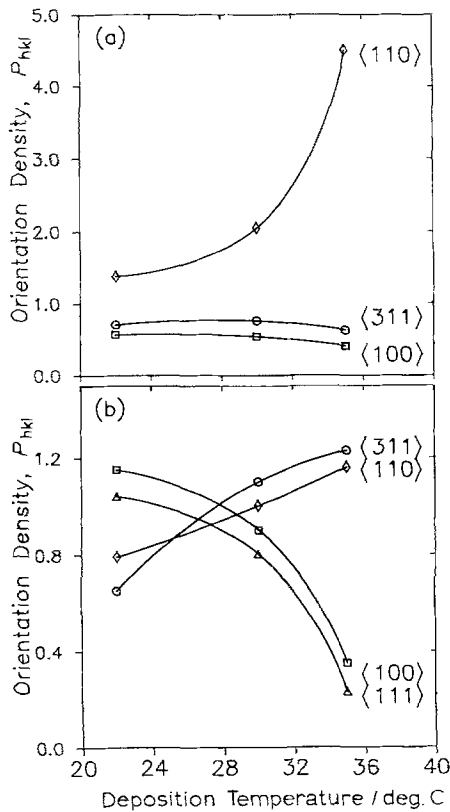 (a)
Orientation Density, P_hkl
5.0
4.0
3.0
2.0
1.0
0.0
⟨110⟩
⟨311⟩
⟨100⟩
(b)
Orientation Density, P_hkl
1.2
0.8
0.4
0.0
⟨311⟩
⟨110⟩
⟨100⟩
⟨111⟩
20 24 28 32 36 40
Deposition Temperature / deg. C